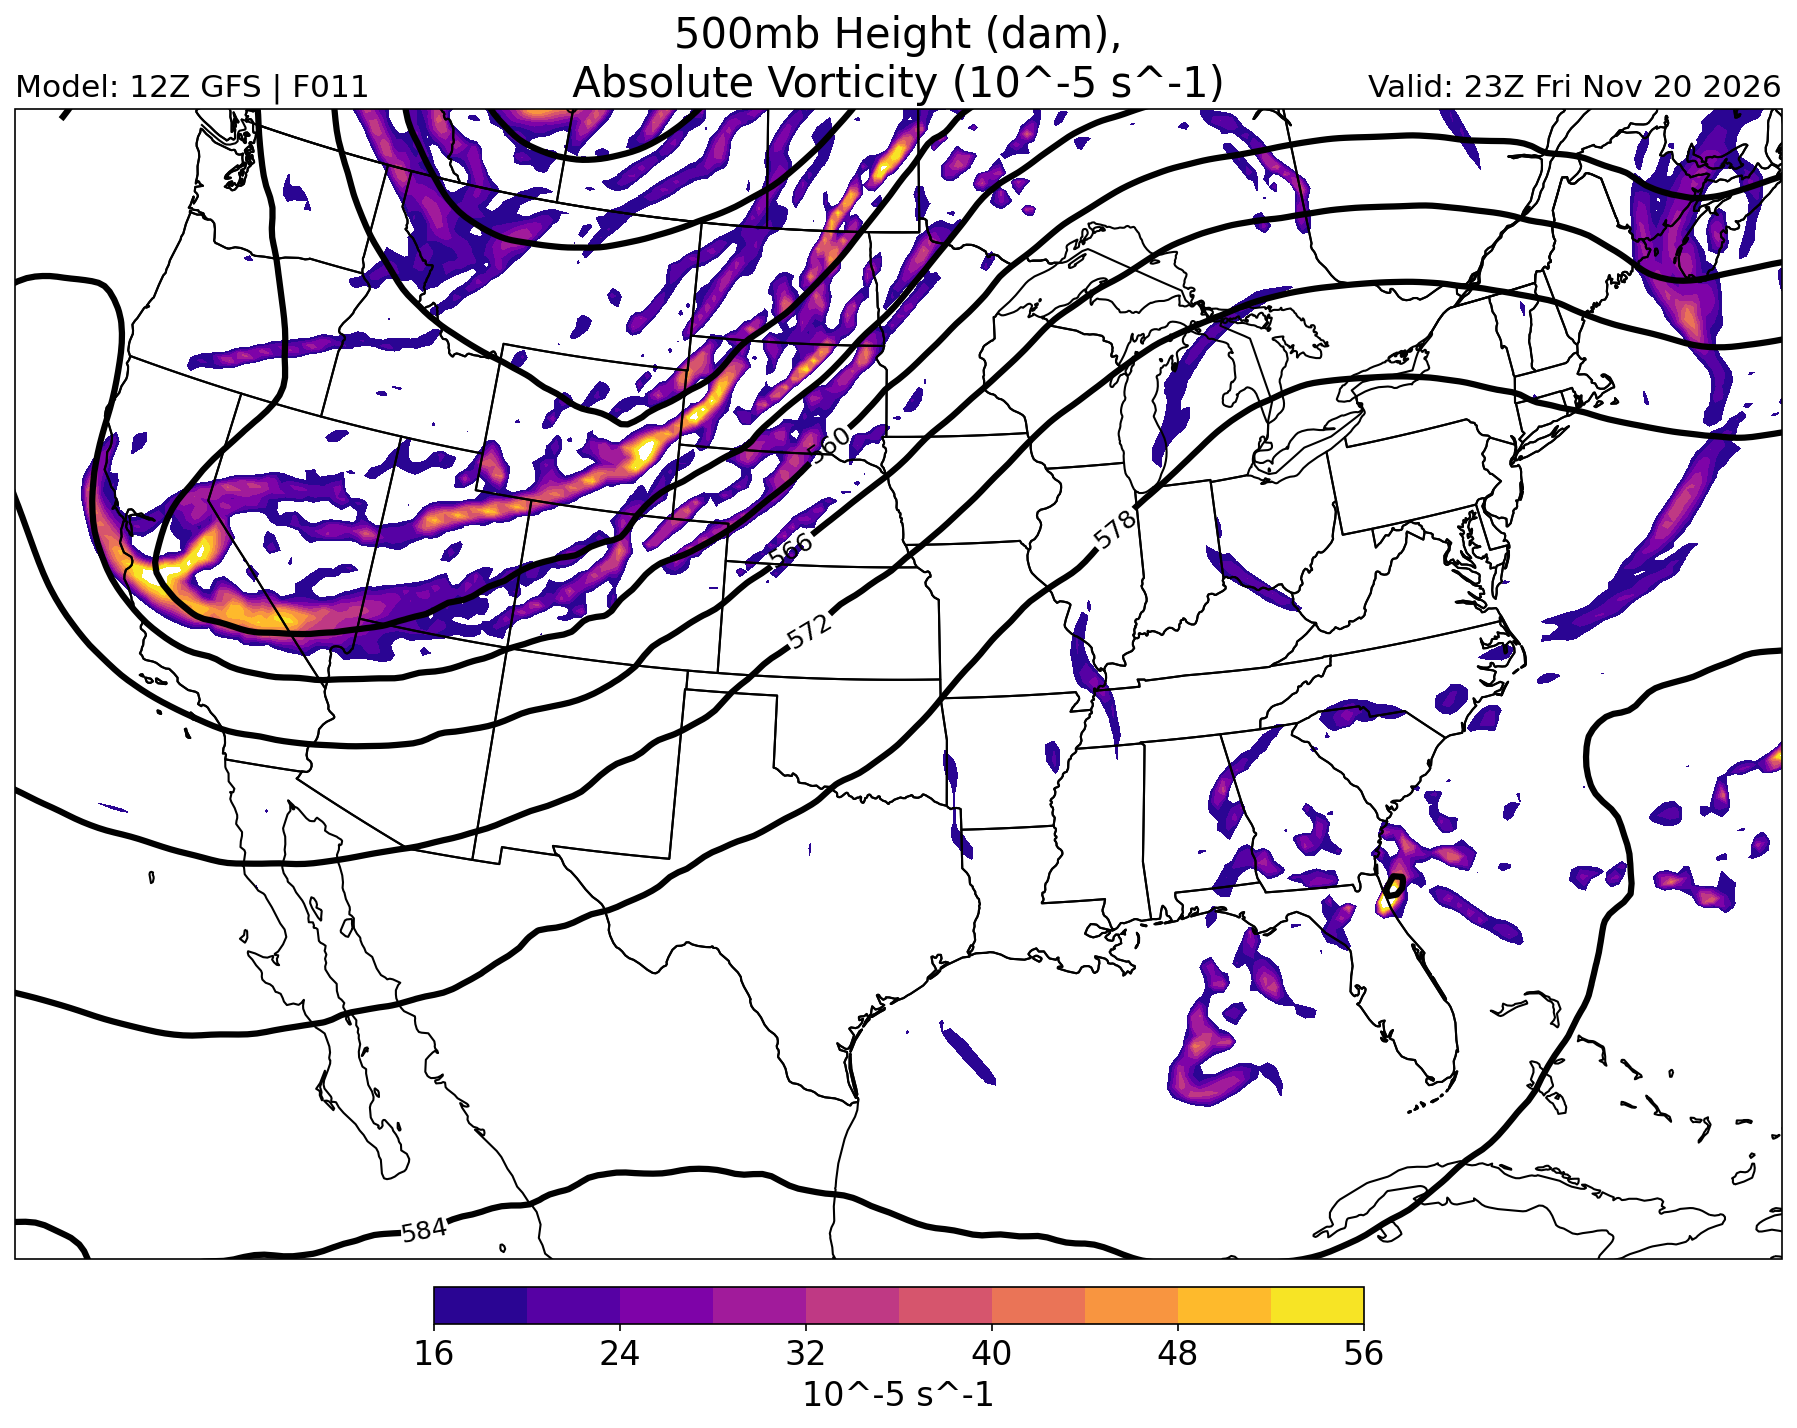 500mb Height (dam),
Absolute Vorticity (10^-5 s^-1)
Model: 12Z GFS | F011
Valid: 23Z Fri Nov 20 2026
560
566
578
572
584
16 24 32 40 48 56
10^-5 s^-1